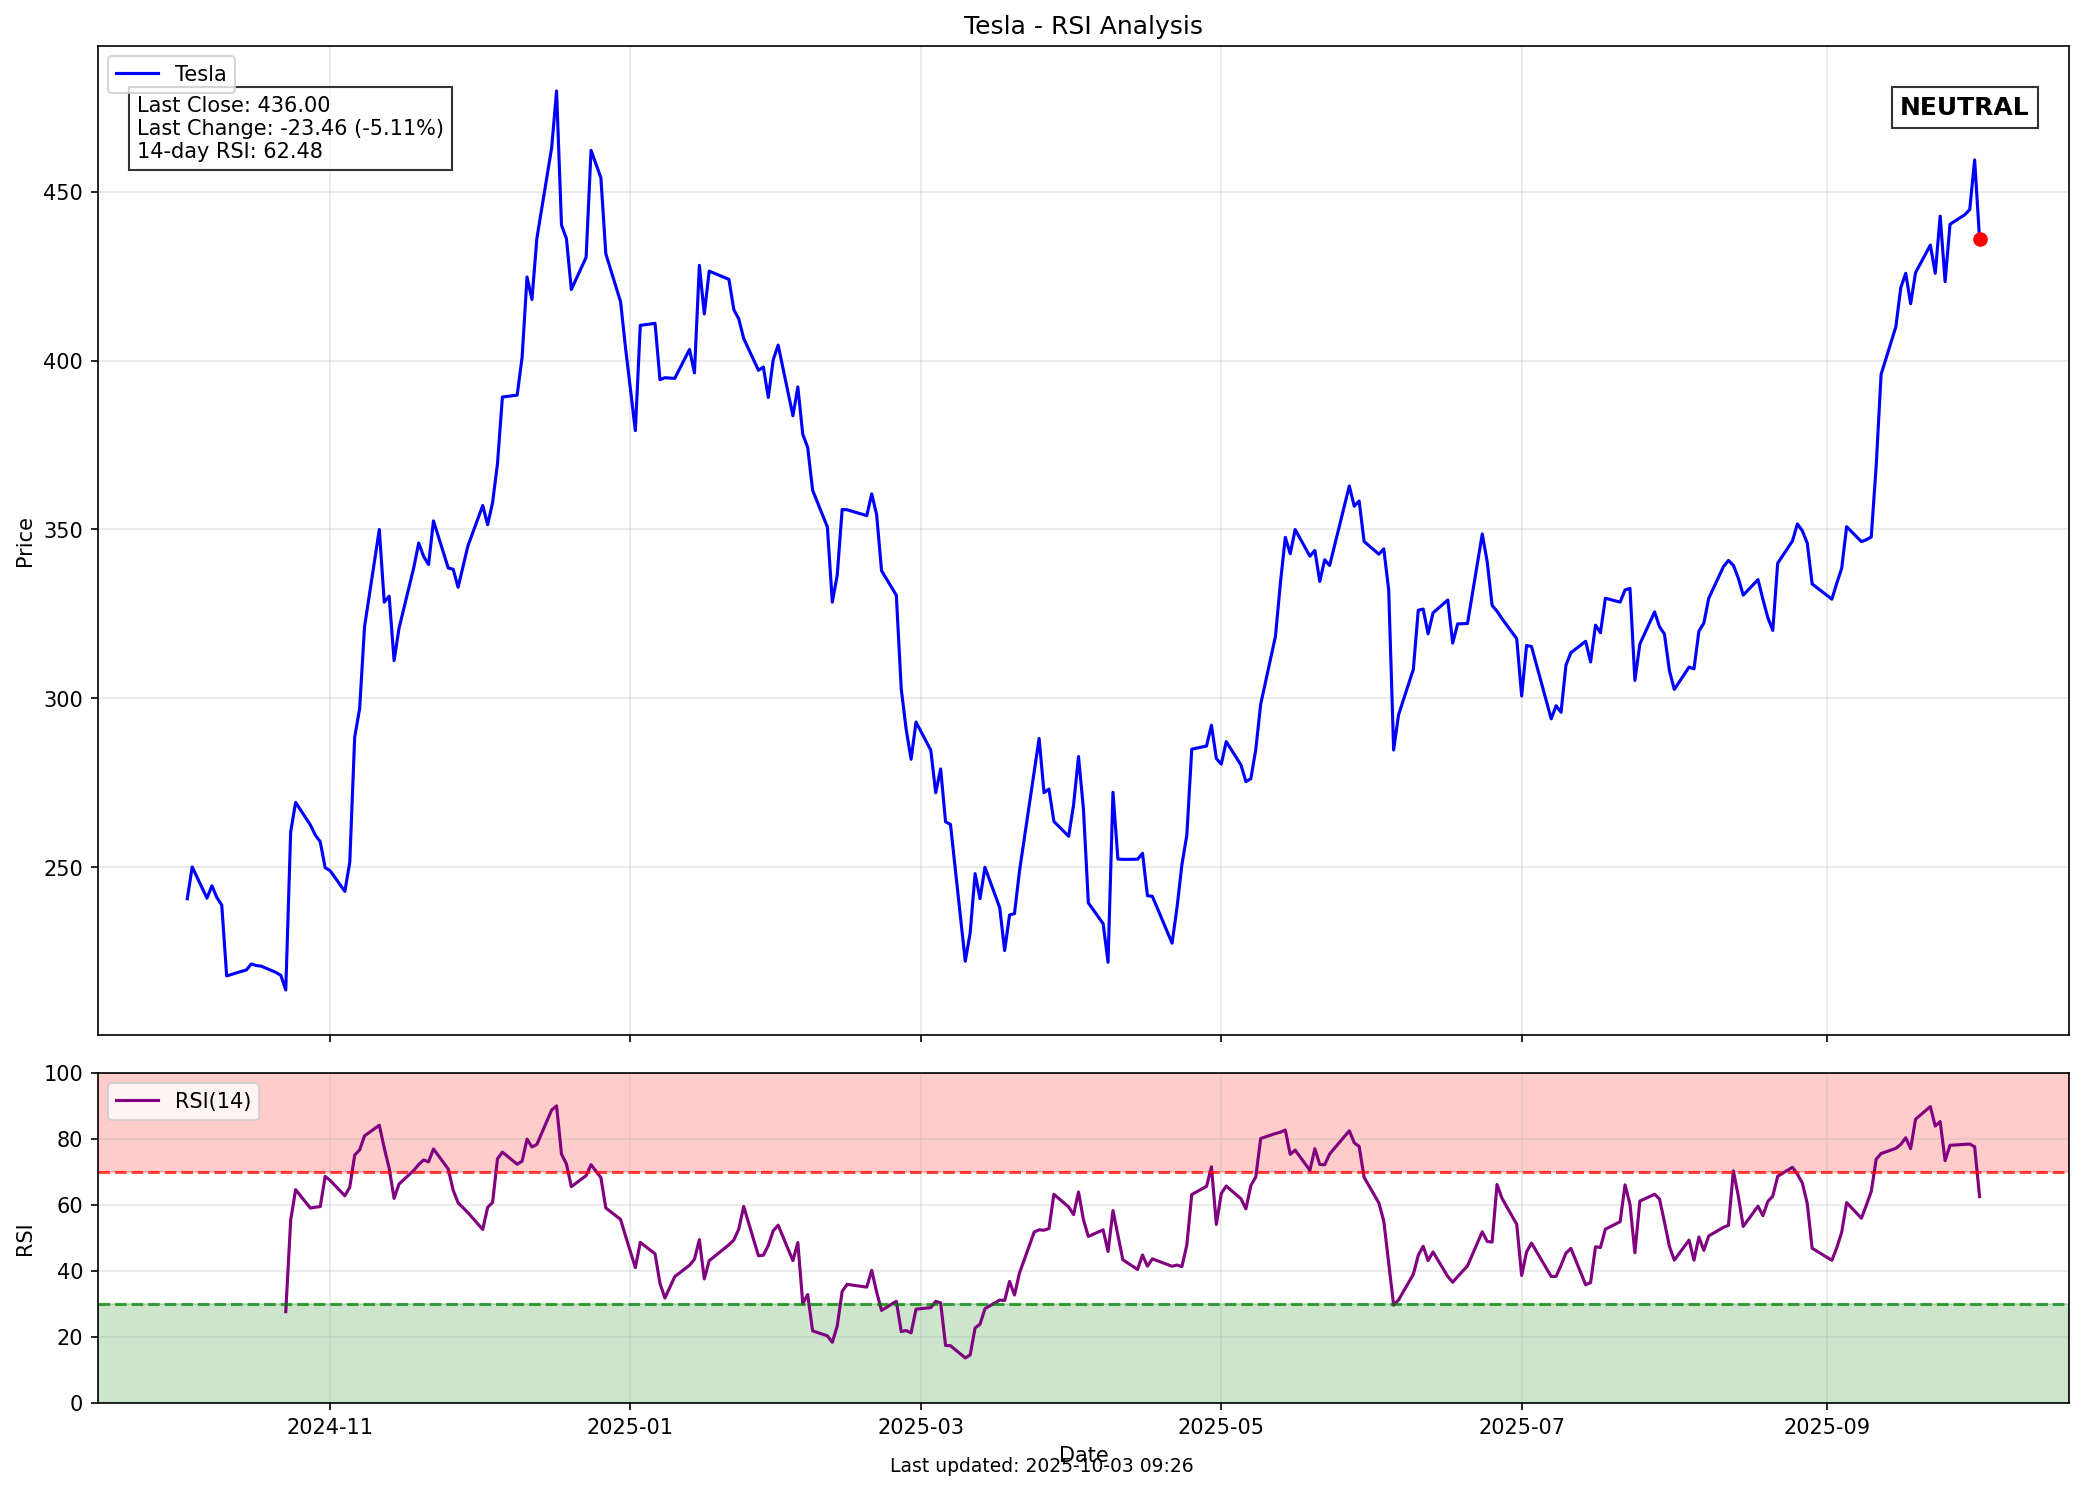 Tesla - RSI Analysis
Tesla
Last Close: 436.00
Last Change: -23.46 (-5.11%)
14-day RSI: 62.48
NEUTRAL
Price
450
400
350
300
250
RSI(14)
RSI
100
80
60
40
20
0
2024-11
2025-01
2025-03
2025-05
2025-07
2025-09
Date
Last updated: 2025-10-03 09:26